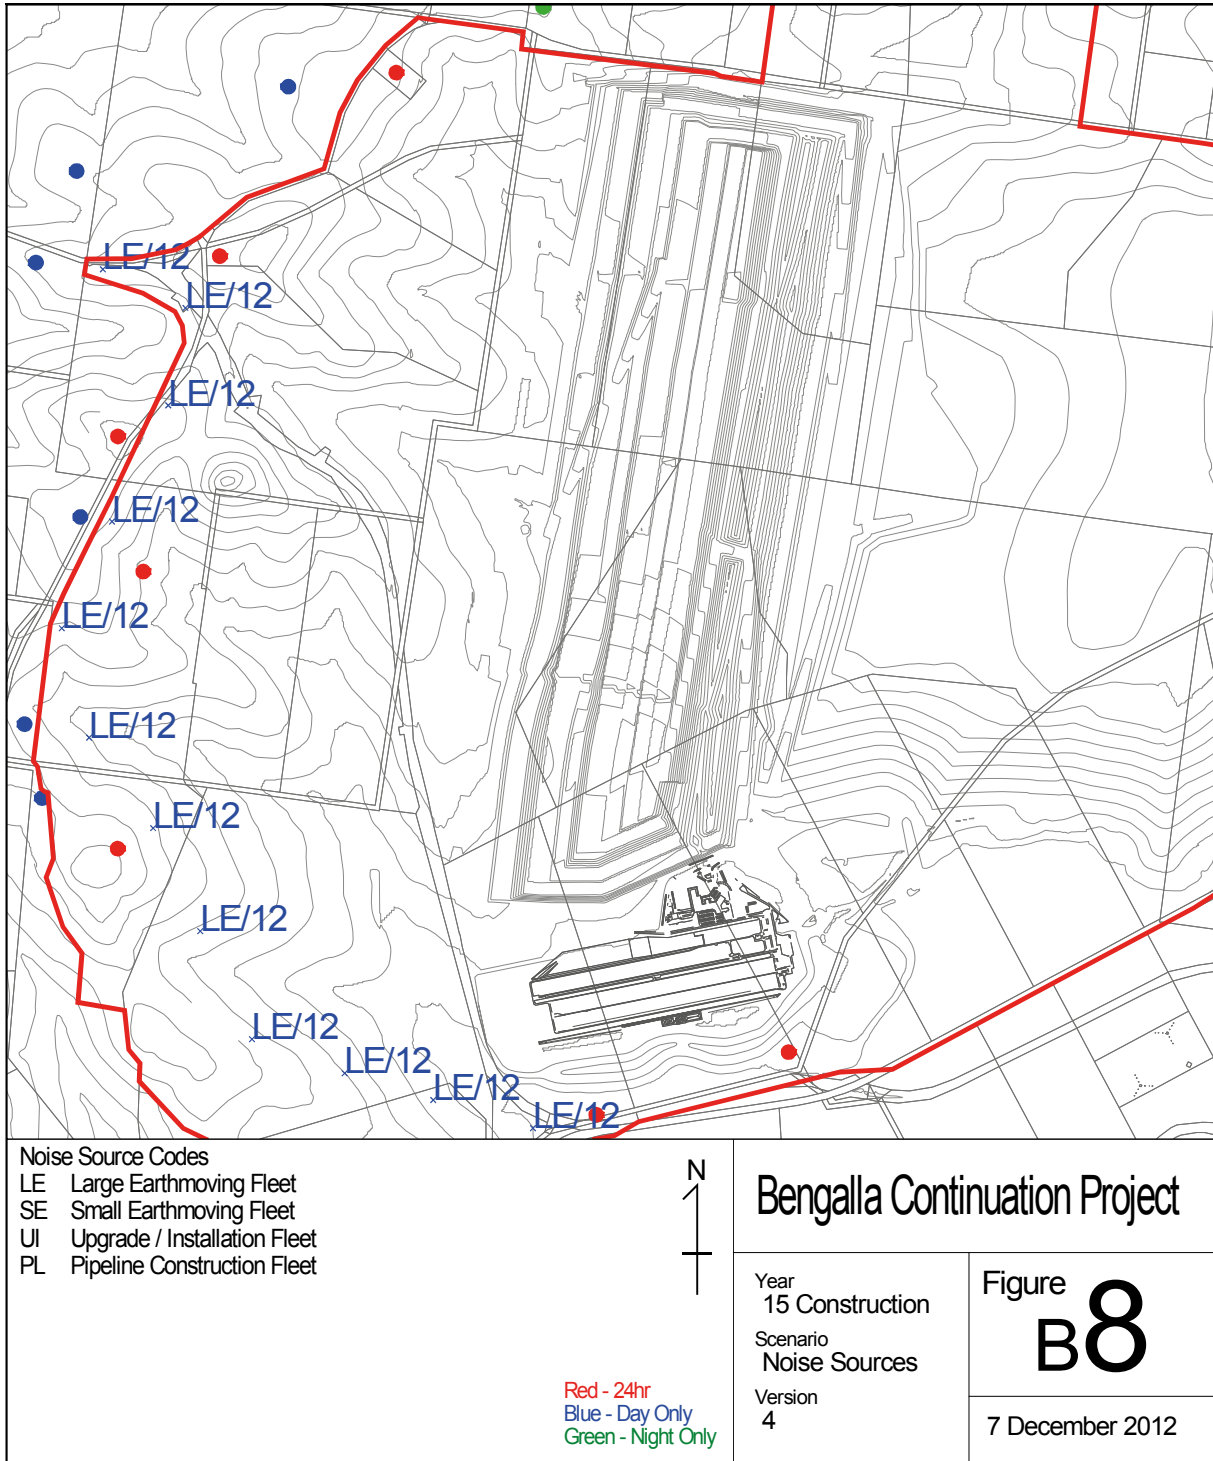 LE/12
LE/12
LE/12
LE/12
LE/12
LE/12
LE/12
LE/12
LE/12
LE/12
LE/12
LE/12
Noise Source Codes
LE Large Earthmoving Fleet
SE Small Earthmoving Fleet
UI Upgrade / Installation Fleet
PL Pipeline Construction Fleet
N
Red - 24hr
Blue - Day Only
Green - Night Only
Bengalla Continuation Project
Year
15 Construction
Scenario
Noise Sources
Version
4
Figure
B8
7 December 2012